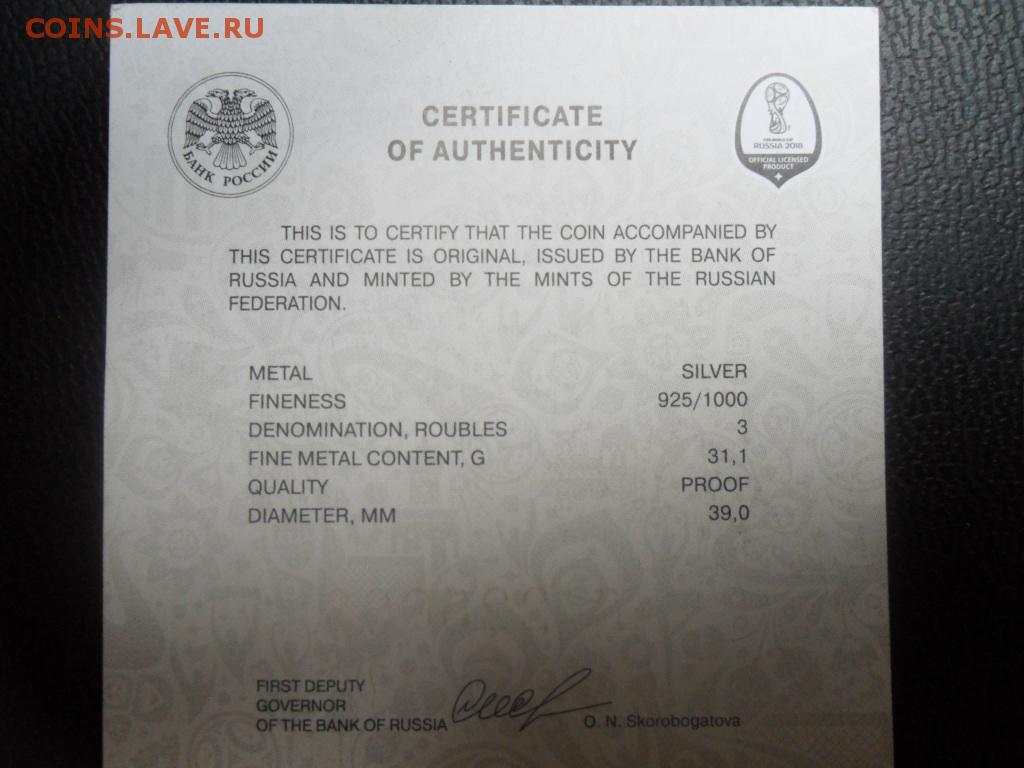 COINS.LAVE.RU
БАНК РОССИИ
CERTIFICATE
OF AUTHENTICITY
FIFA WORLD CUP
RUSSIA 2018
OFFICIAL LICENSED
PRODUCT
THIS IS TO CERTIFY THAT THE COIN ACCOMPANIED BY
THIS CERTIFICATE IS ORIGINAL, ISSUED BY THE BANK OF
RUSSIA AND MINTED BY THE MINTS OF THE RUSSIAN
FEDERATION.
METAL SILVER
FINENESS 925/1000
DENOMINATION, ROUBLES 3
FINE METAL CONTENT, G 31,1
QUALITY PROOF
DIAMETER, MM 39,0
FIRST DEPUTY
GOVERNOR
OF THE BANK OF RUSSIA O. N. Skorobogatova